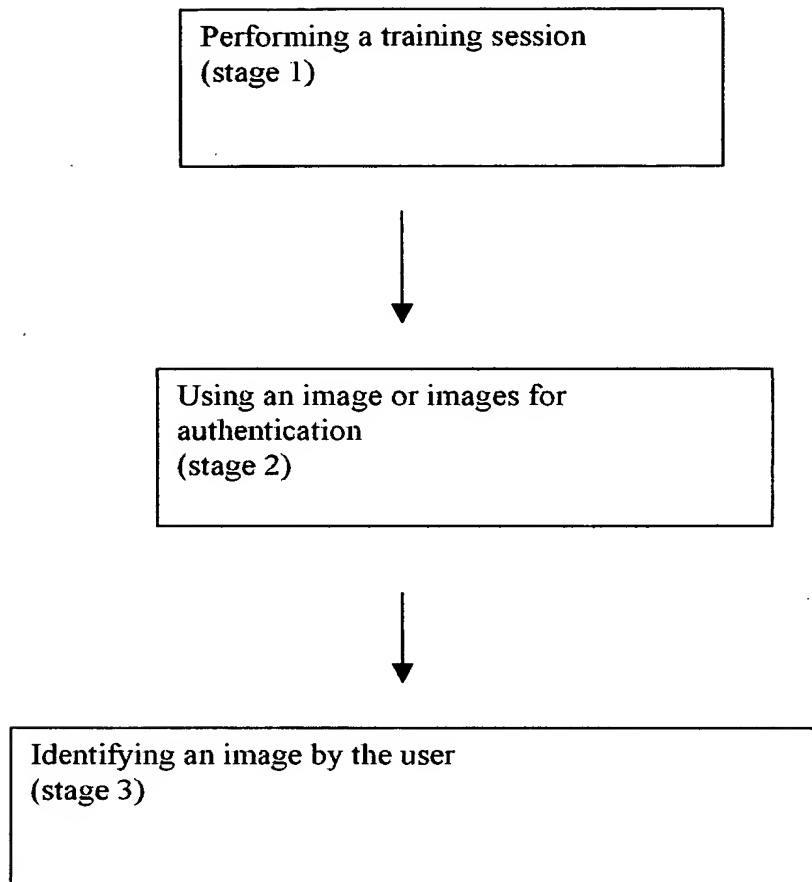 Performing a training session
(stage 1)
Using an image or images for
authentication
(stage 2)
Identifying an image by the user
(stage 3)